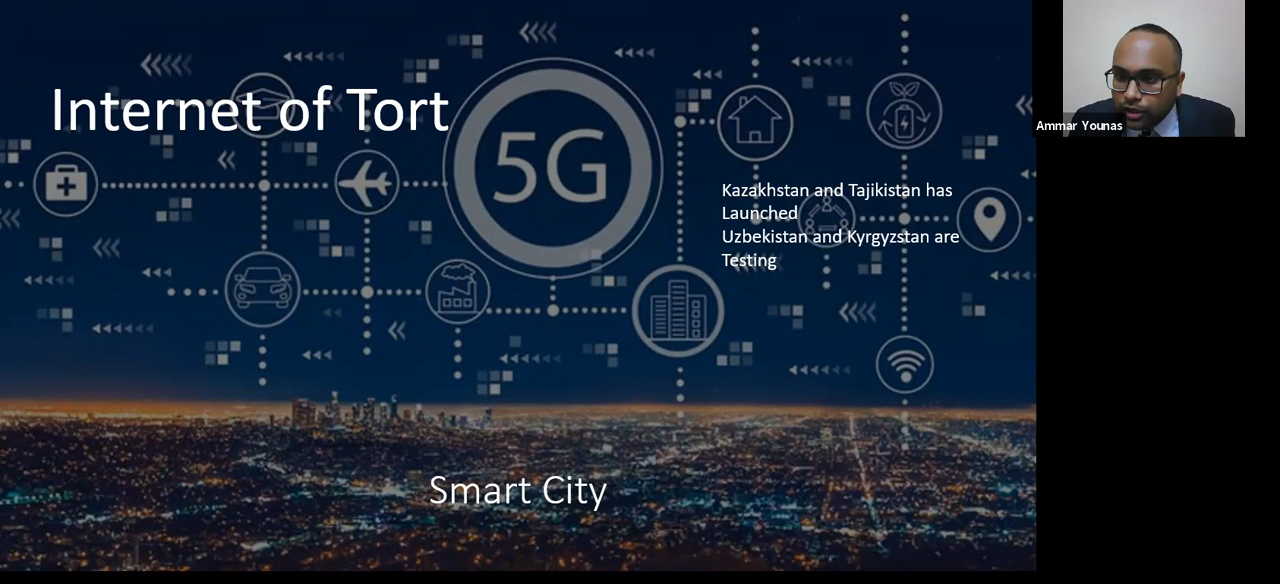 Internet of Tort
5G
Kazakhstan and Tajikistan has
Launched
Uzbekistan and Kyrgyzstan are
Testing
Smart City
Ammar Younas